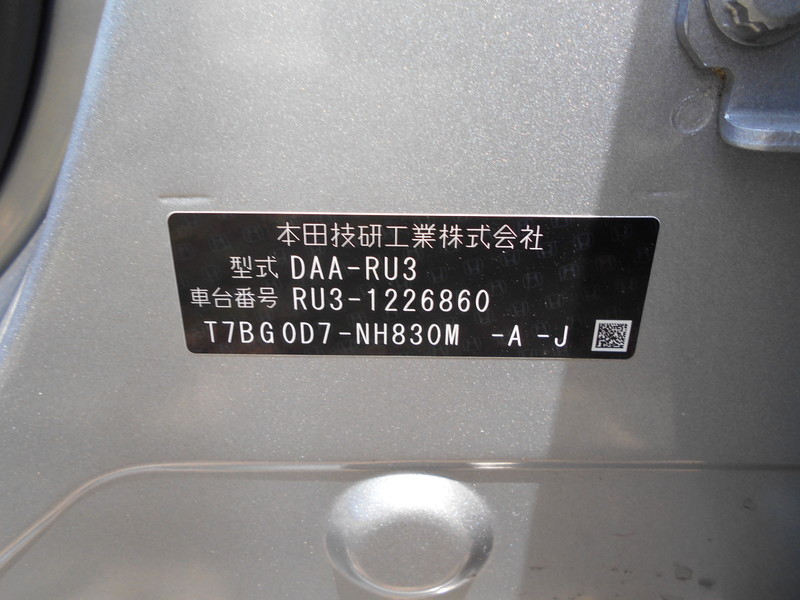 本田技研工業株式会社
型式 DAA-RU3
車台番号 RU3-1226860
T7BG0D7-NH830M -A -J